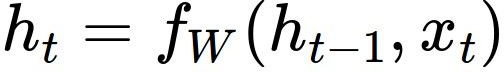 h_t = f_W(h_{t-1}, x_t)